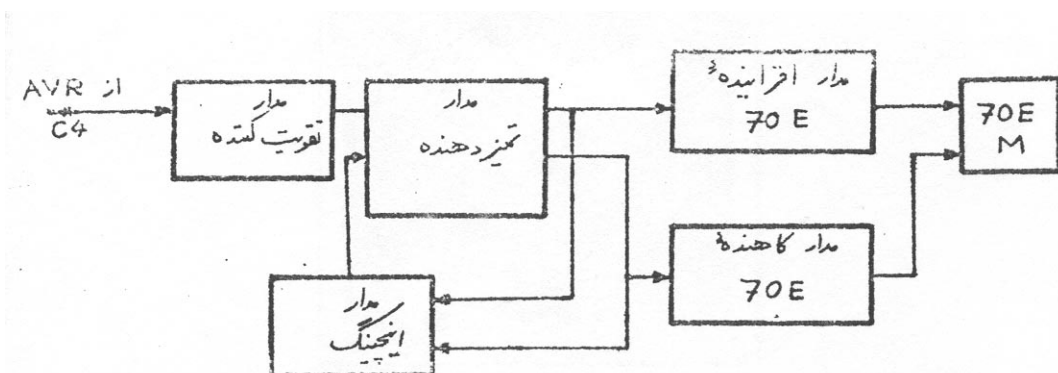 از AVR
C4
مدار
تقویت کننده
مدار
تمیز دهنده
مدار افزایندهٔ
70 E
70E
M
مدار کاهندهٔ
70E
مدار
اینچینگ